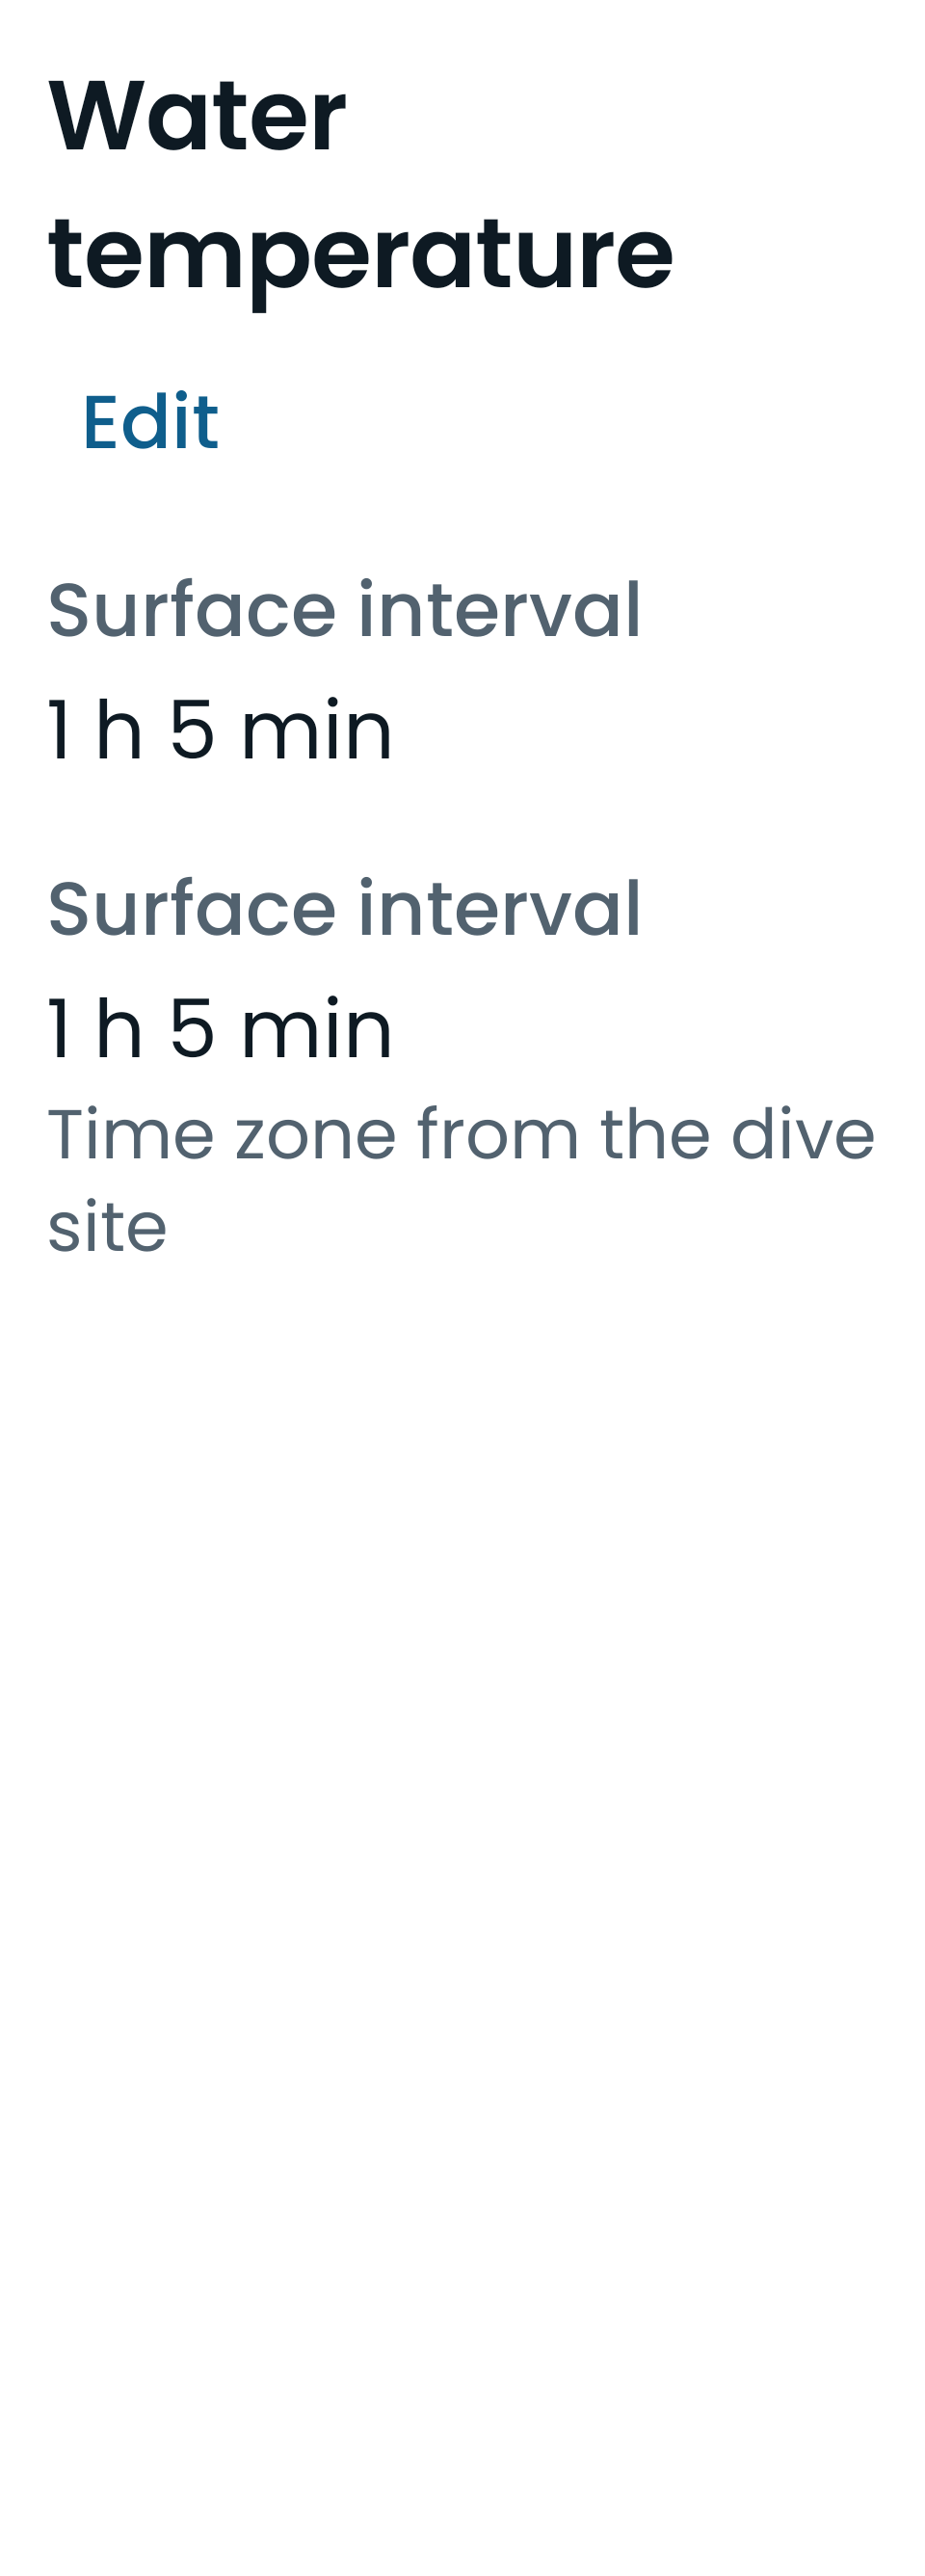 Water
temperature
Edit
Surface interval
1 h 5 min
Surface interval
1 h 5 min
Time zone from the dive
site